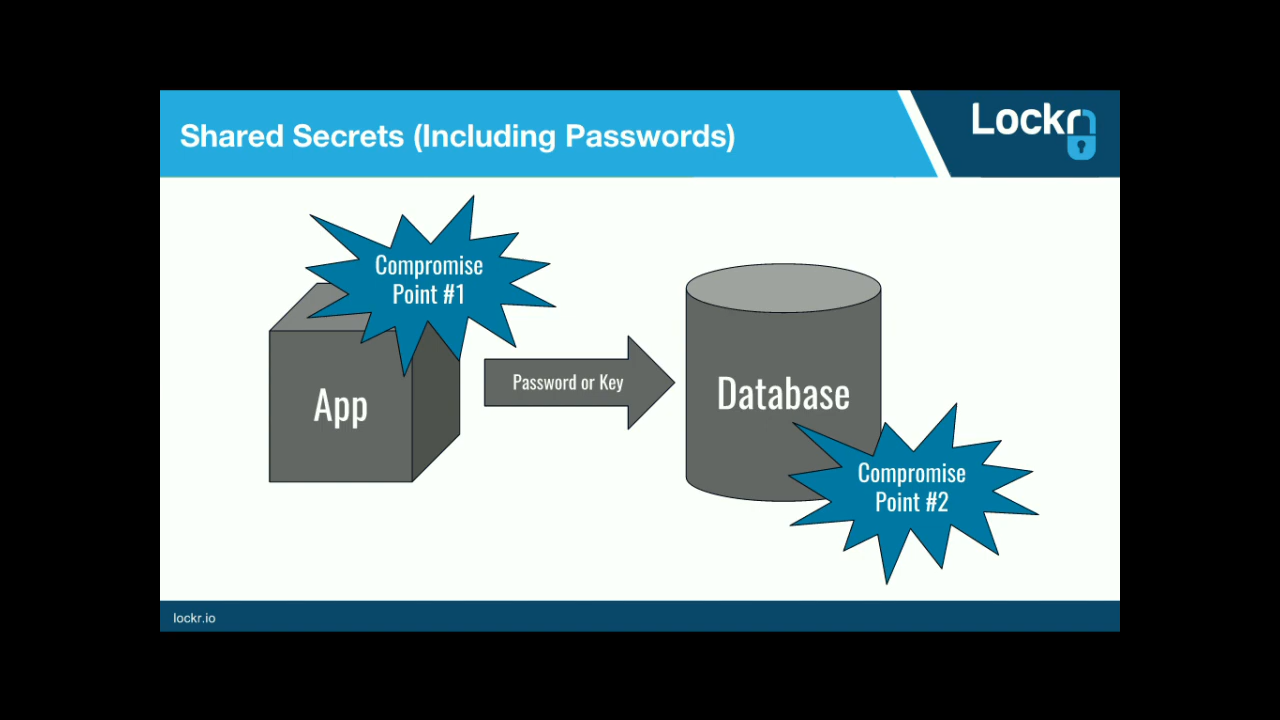 Shared Secrets (Including Passwords)
Lockr
Compromise
Point #1
App
Password or Key
Database
Compromise
Point #2
lockr.io